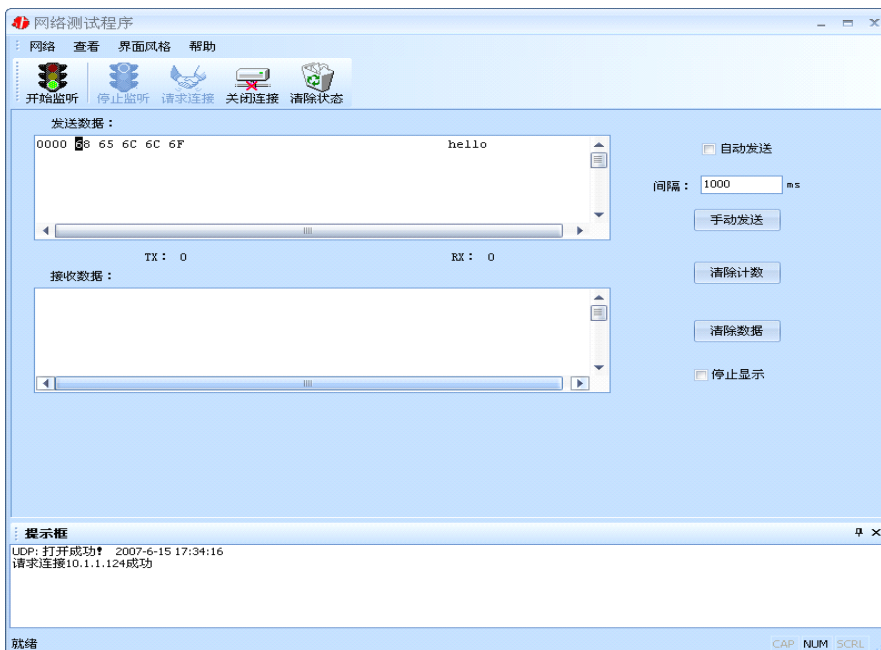 网络测试程序
网络 查看 界面风格 帮助
开始监听 停止监听 请求连接 关闭连接 清除状态
发送数据：
0000 68 65 6C 6C 6F hello
自动发送
间隔： 1000 ms
手动发送
TX： 0 RX： 0
接收数据：
清除计数
清除数据
停止显示
提示框
UDP: 打开成功! 2007-6-15 17:34:16
请求连接10.1.1.124成功
就绪 CAP NUM SCRL